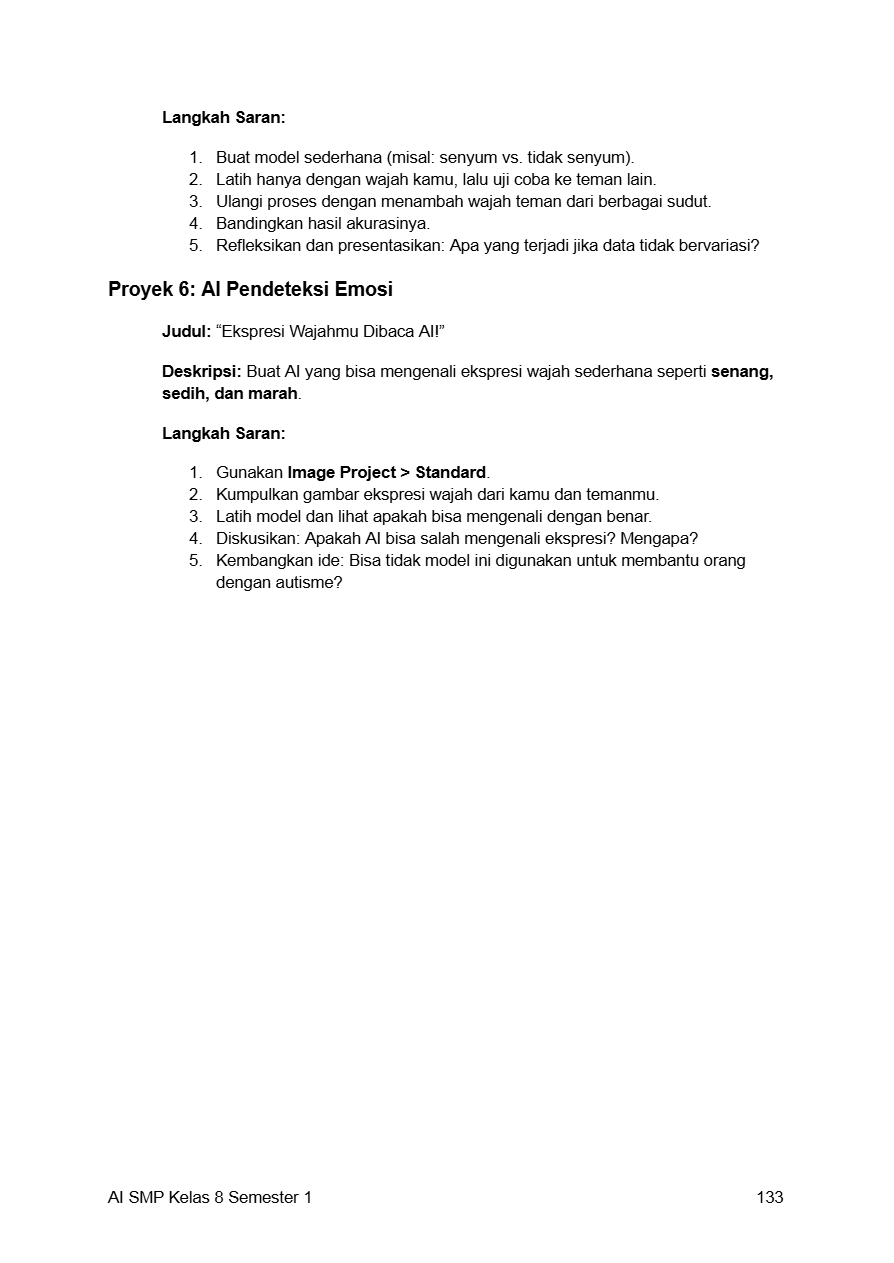 Langkah Saran:
1. Buat model sederhana (misal: senyum vs. tidak senyum).
2. Latih hanya dengan wajah kamu, lalu uji coba ke teman lain.
3. Ulangi proses dengan menambah wajah teman dari berbagai sudut.
4. Bandingkan hasil akurasinya.
5. Refleksikan dan presentasikan: Apa yang terjadi jika data tidak bervariasi?
Proyek 6: AI Pendeteksi Emosi
Judul: “Ekspresi Wajahmu Dibaca AI!”
Deskripsi: Buat AI yang bisa mengenali ekspresi wajah sederhana seperti senang,
sedih, dan marah.
Langkah Saran:
1. Gunakan Image Project > Standard.
2. Kumpulkan gambar ekspresi wajah dari kamu dan temanmu.
3. Latih model dan lihat apakah bisa mengenali dengan benar.
4. Diskusikan: Apakah AI bisa salah mengenali ekspresi? Mengapa?
5. Kembangkan ide: Bisa tidak model ini digunakan untuk membantu orang
dengan autisme?
AI SMP Kelas 8 Semester 1 133